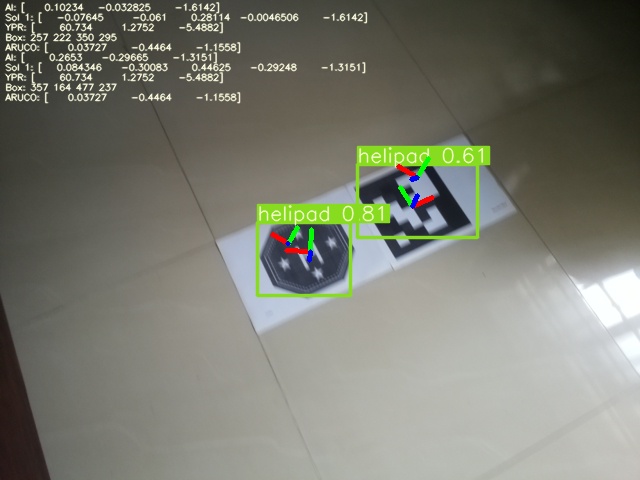 AI: [ 0.10234 -0.032825 -1.6142]
Sol 1: [ -0.07645 -0.061 0.28114 -0.0046506 -1.6142]
YPR: [ 60.734 1.2752 -5.4882]
Box: 257 222 350 295
ARUCO: [ 0.03727 -0.4464 -1.1558]
AI: [ 0.2653 -0.29665 -1.3151]
Sol 1: [ 0.084346 -0.30083 0.44625 -0.29248 -1.3151]
YPR: [ 60.734 1.2752 -5.4882]
Box: 357 164 477 237
ARUCO: [ 0.03727 -0.4464 -1.1558]
helipad 0.61
helipad 0.81